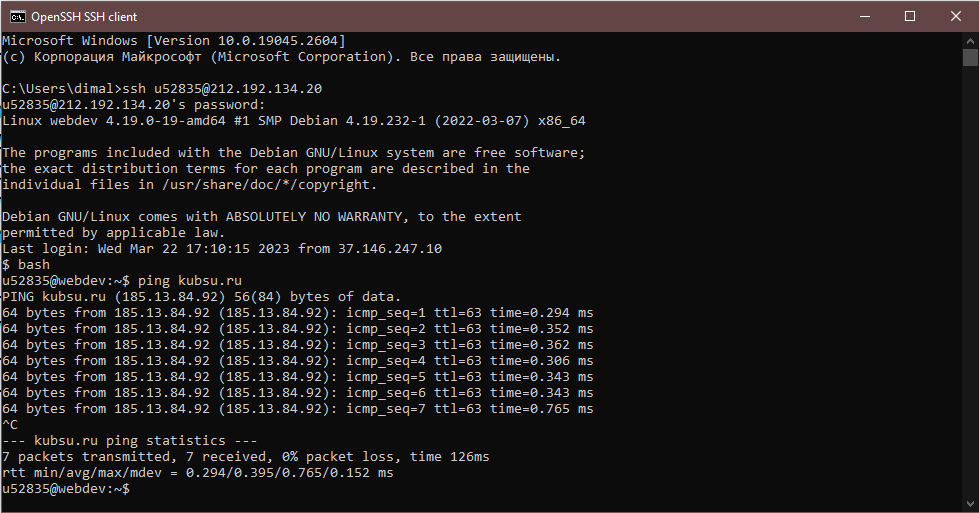 OpenSSH SSH client
Microsoft Windows [Version 10.0.19045.2604]
(c) Корпорация Майкрософт (Microsoft Corporation). Все права защищены.
C:\Users\dimal>ssh u52835@212.192.134.20
u52835@212.192.134.20's password:
Linux webdev 4.19.0-19-amd64 #1 SMP Debian 4.19.232-1 (2022-03-07) x86_64
The programs included with the Debian GNU/Linux system are free software;
the exact distribution terms for each program are described in the
individual files in /usr/share/doc/*/copyright.
Debian GNU/Linux comes with ABSOLUTELY NO WARRANTY, to the extent
permitted by applicable law.
Last login: Wed Mar 22 17:10:15 2023 from 37.146.247.10
$ bash
u52835@webdev:~$ ping kubsu.ru
PING kubsu.ru (185.13.84.92) 56(84) bytes of data.
64 bytes from 185.13.84.92 (185.13.84.92): icmp_seq=1 ttl=63 time=0.294 ms
64 bytes from 185.13.84.92 (185.13.84.92): icmp_seq=2 ttl=63 time=0.352 ms
64 bytes from 185.13.84.92 (185.13.84.92): icmp_seq=3 ttl=63 time=0.362 ms
64 bytes from 185.13.84.92 (185.13.84.92): icmp_seq=4 ttl=63 time=0.306 ms
64 bytes from 185.13.84.92 (185.13.84.92): icmp_seq=5 ttl=63 time=0.343 ms
64 bytes from 185.13.84.92 (185.13.84.92): icmp_seq=6 ttl=63 time=0.343 ms
64 bytes from 185.13.84.92 (185.13.84.92): icmp_seq=7 ttl=63 time=0.765 ms
^C
--- kubsu.ru ping statistics ---
7 packets transmitted, 7 received, 0% packet loss, time 126ms
rtt min/avg/max/mdev = 0.294/0.395/0.765/0.152 ms
u52835@webdev:~$